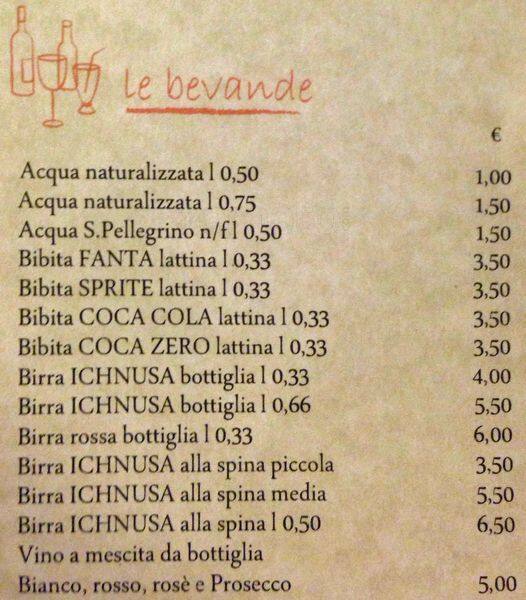 le bevande
€
Acqua naturalizzata l 0,50 1,00
Acqua naturalizzata l 0,75 1,50
Acqua S.Pellegrino n/f l 0,50 1,50
Bibita FANTA lattina l 0,33 3,50
Bibita SPRITE lattina l 0,33 3,50
Bibita COCA COLA lattina l 0,33 3,50
Bibita COCA ZERO lattina l 0,33 3,50
Birra ICHNUSA bottiglia l 0,33 4,00
Birra ICHNUSA bottiglia l 0,66 5,50
Birra rossa bottiglia l 0,33 6,00
Birra ICHNUSA alla spina piccola 3,50
Birra ICHNUSA alla spina media 5,50
Birra ICHNUSA alla spina l 0,50 6,50
Vino a mescita da bottiglia
Bianco, rosso, rosè e Prosecco 5,00